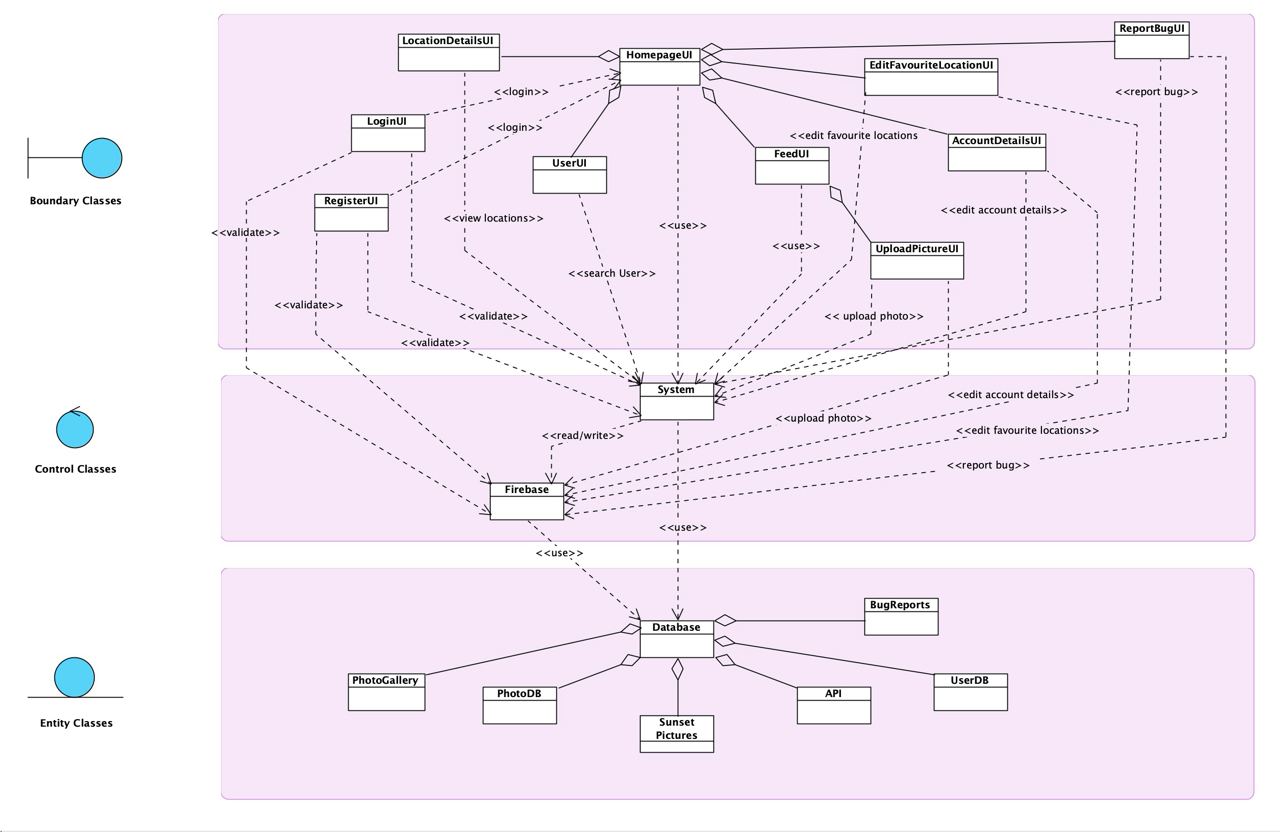 ReportBugUI
LocationDetailsUI
HomepageUI
EditFavouriteLocationUI
<<login>>
<<report bug>>
LoginUI
<<login>>
<<edit favourite locations
AccountDetailsUI
FeedUI
UserUI
Boundary Classes
RegisterUI
<<edit account details>>
<<view locations>>
<<use>>
<<validate>>
<<use>>
UploadPictureUI
<<search User>>
<<validate>>
<<validate>>
<< upload photo>>
<<validate>>
System
<<edit account details>>
<<upload photo>>
<<edit favourite locations>>
<<read/write>>
Control Classes
<<report bug>>
Firebase
<<use>>
<<use>>
BugReports
Database
PhotoGallery
UserDB
PhotoDB
API
Sunset
Pictures
Entity Classes